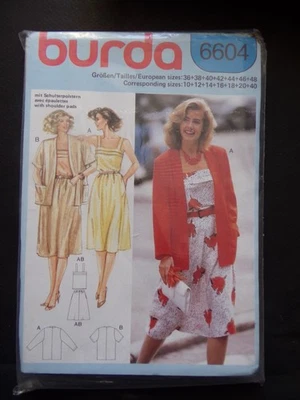 burda
6604
Größen/Tailles/European sizes: 36+38+40+42+44+46+48
Corresponding sizes: 10+12+14+16+18+20+40
mit Schulterpolstern
avec épaulettes
with shoulder pads
B
A
A
AB
AB
A
B